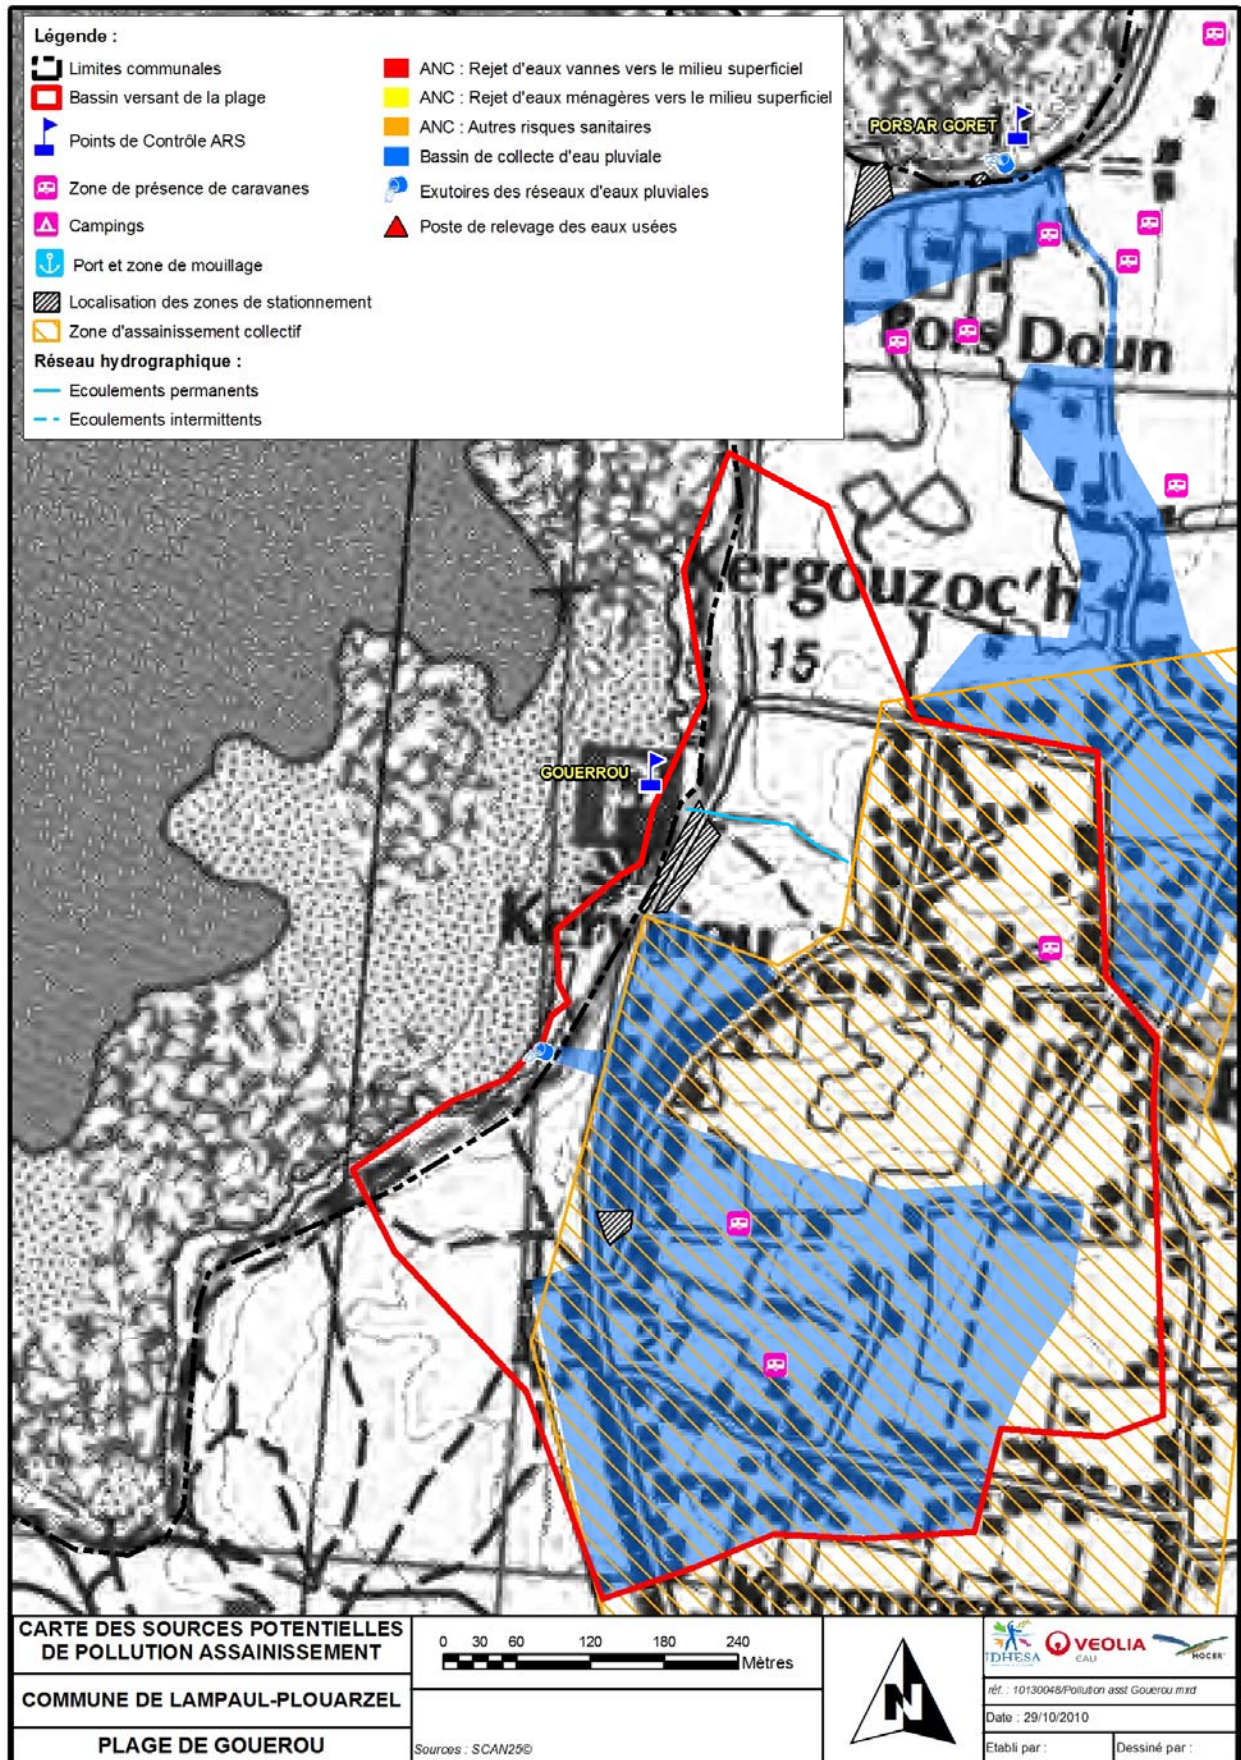 Légende :
Limites communales
Bassin versant de la plage
Points de Contrôle ARS
Zone de présence de caravanes
Campings
Port et zone de mouillage
Localisation des zones de stationnement
Zone d'assainissement collectif
Réseau hydrographique :
Ecoulements permanents
Ecoulements intermittents
ANC : Rejet d'eaux vannes vers le milieu superficiel
ANC : Rejet d'eaux ménagères vers le milieu superficiel
ANC : Autres risques sanitaires
Bassin de collecte d'eau pluviale
Exutoires des réseaux d'eaux pluviales
Poste de relevage des eaux usées
PORS AR GORET
Pors Doun
Kergouzoc'h
15
GOUERROU
CARTE DES SOURCES POTENTIELLES
DE POLLUTION ASSAINISSEMENT
COMMUNE DE LAMPAUL-PLOUARZEL
PLAGE DE GOUEROU
0 30 60 120 180 240
Mètres
Sources : SCAN25©
N
IDHESA
VEOLIA
EAU
HOCER
réf. : 10130048/Pollution asst Gouerou.mxd
Date : 29/10/2010
Etabli par :
Dessiné par :